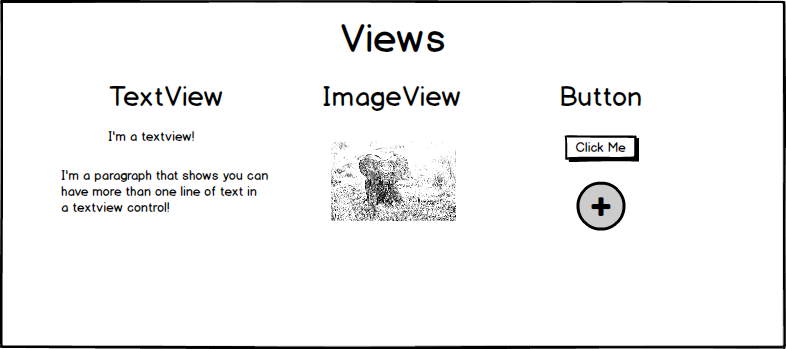 Views
TextView
ImageView
Button
I'm a textview!
Click Me
I'm a paragraph that shows you can
have more than one line of text in
a textview control!
+